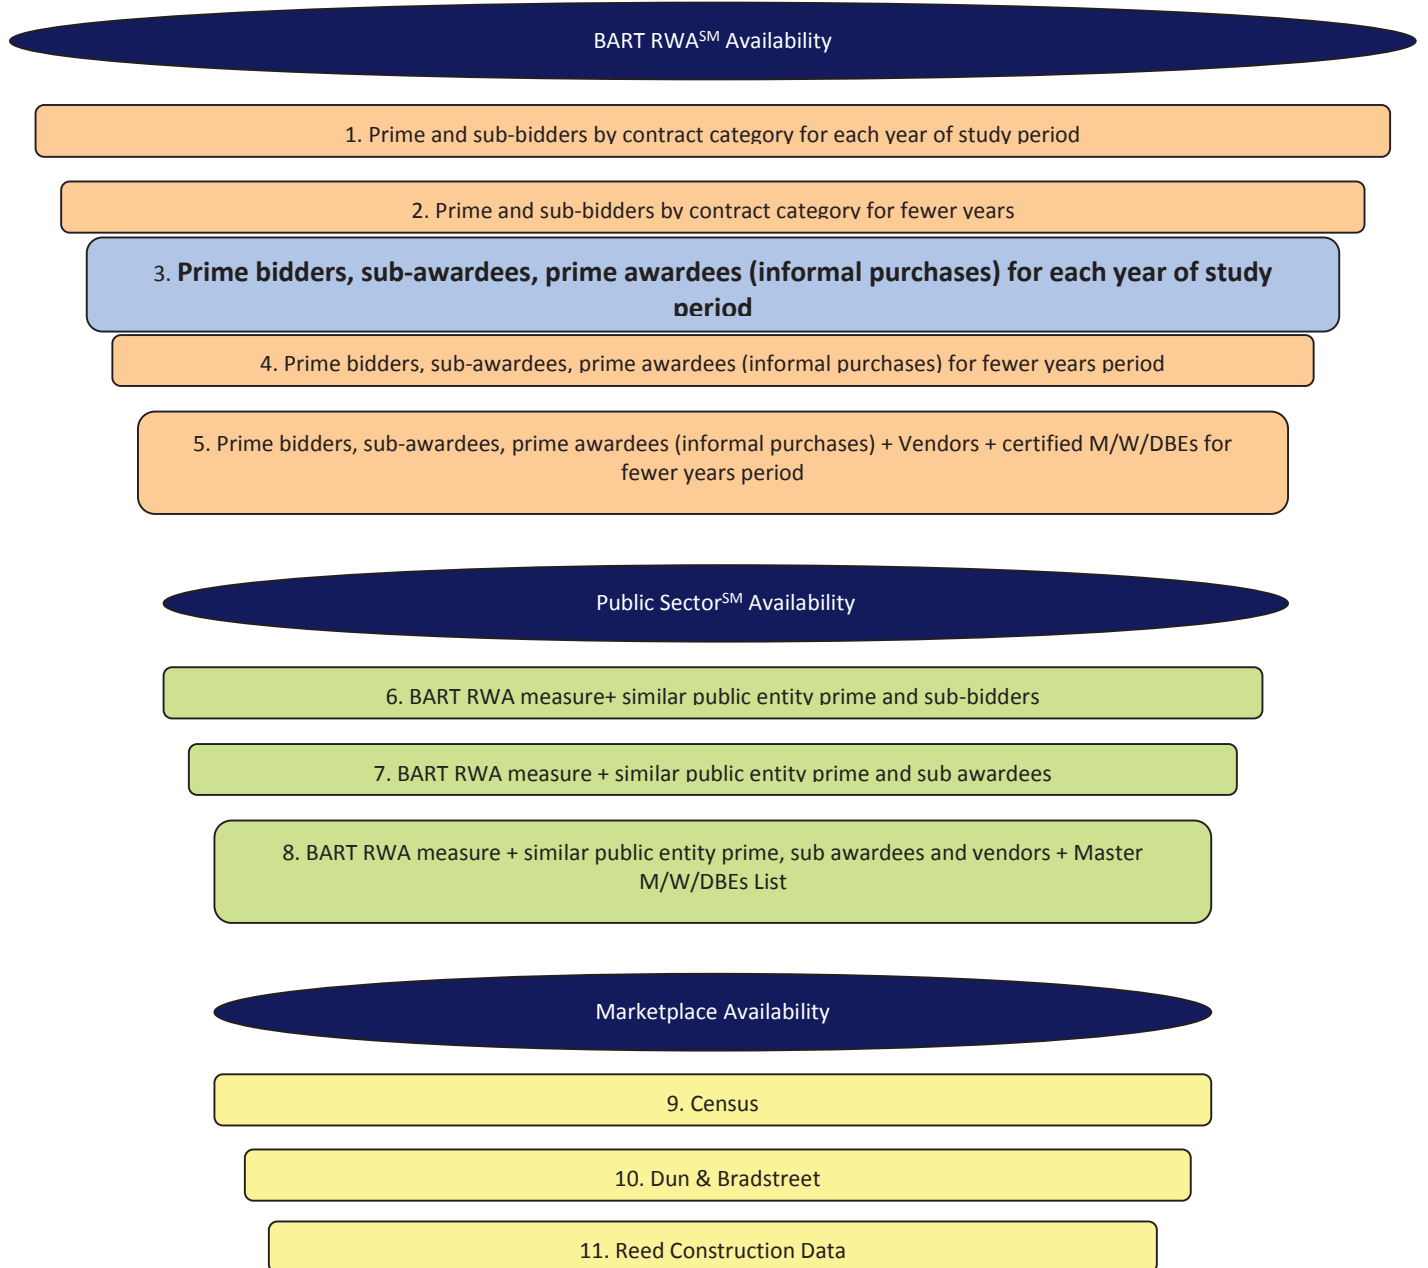 BART RWASM Availability
1. Prime and sub-bidders by contract category for each year of study period
2. Prime and sub-bidders by contract category for fewer years
3. Prime bidders, sub-awardees, prime awardees (informal purchases) for each year of study
period
4. Prime bidders, sub-awardees, prime awardees (informal purchases) for fewer years period
5. Prime bidders, sub-awardees, prime awardees (informal purchases) + Vendors + certified M/W/DBEs for
fewer years period
Public SectorSM Availability
6. BART RWA measure+ similar public entity prime and sub-bidders
7. BART RWA measure + similar public entity prime and sub awardees
8. BART RWA measure + similar public entity prime, sub awardees and vendors + Master
M/W/DBEs List
Marketplace Availability
9. Census
10. Dun & Bradstreet
11. Reed Construction Data